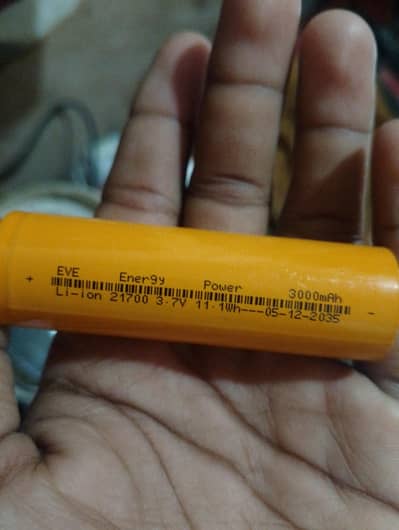 + EVE Energy Power 3000mAh -
Li-ion 21700 3.7V 11.1Wh---05-12-2035